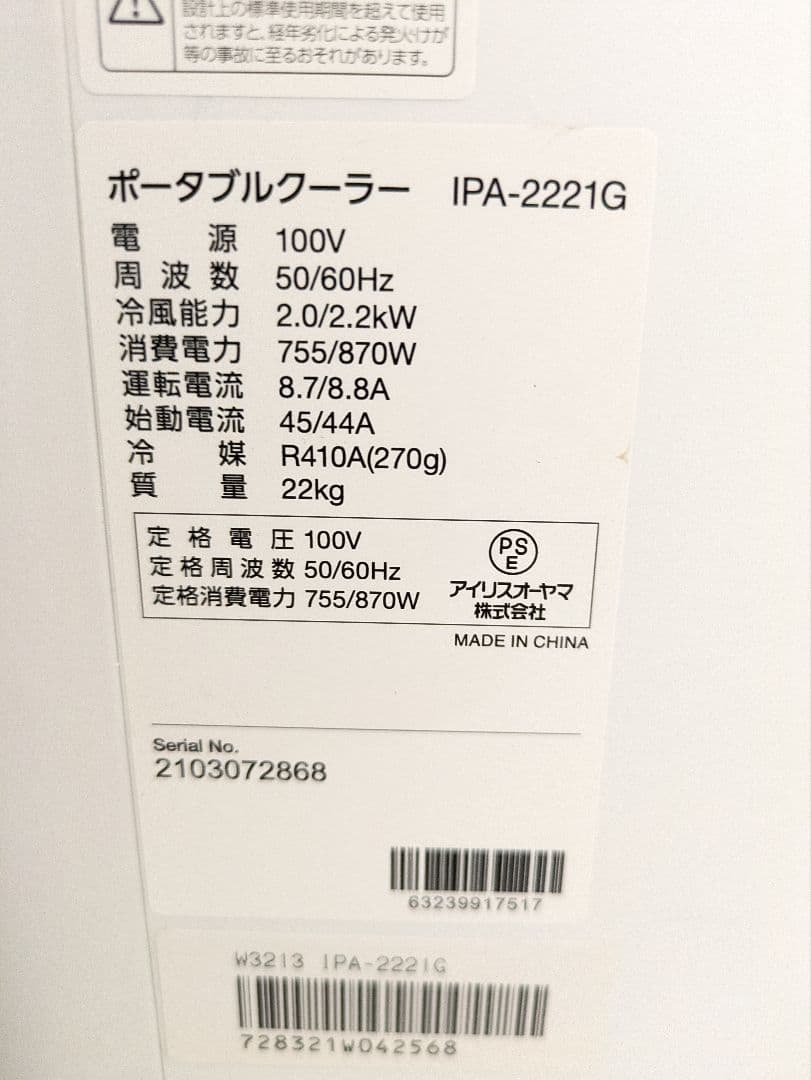 設計上の標準使用期間を超えて使用
されますと、経年劣化による発火けが
等の事故に至るおそれがあります。
ポータブルクーラー IPA-2221G
電源 100V
周波数 50/60Hz
冷風能力 2.0/2.2kW
消費電力 755/870W
運転電流 8.7/8.8A
始動電流 45/44A
冷媒 R410A(270g)
質量 22kg
定格電圧 100V
定格周波数 50/60Hz
定格消費電力 755/870W
PS
E
アイリスオーヤマ
株式会社
MADE IN CHINA
Serial No.
2103072868
63239917517
W3213 IPA-2221G
728321W042568